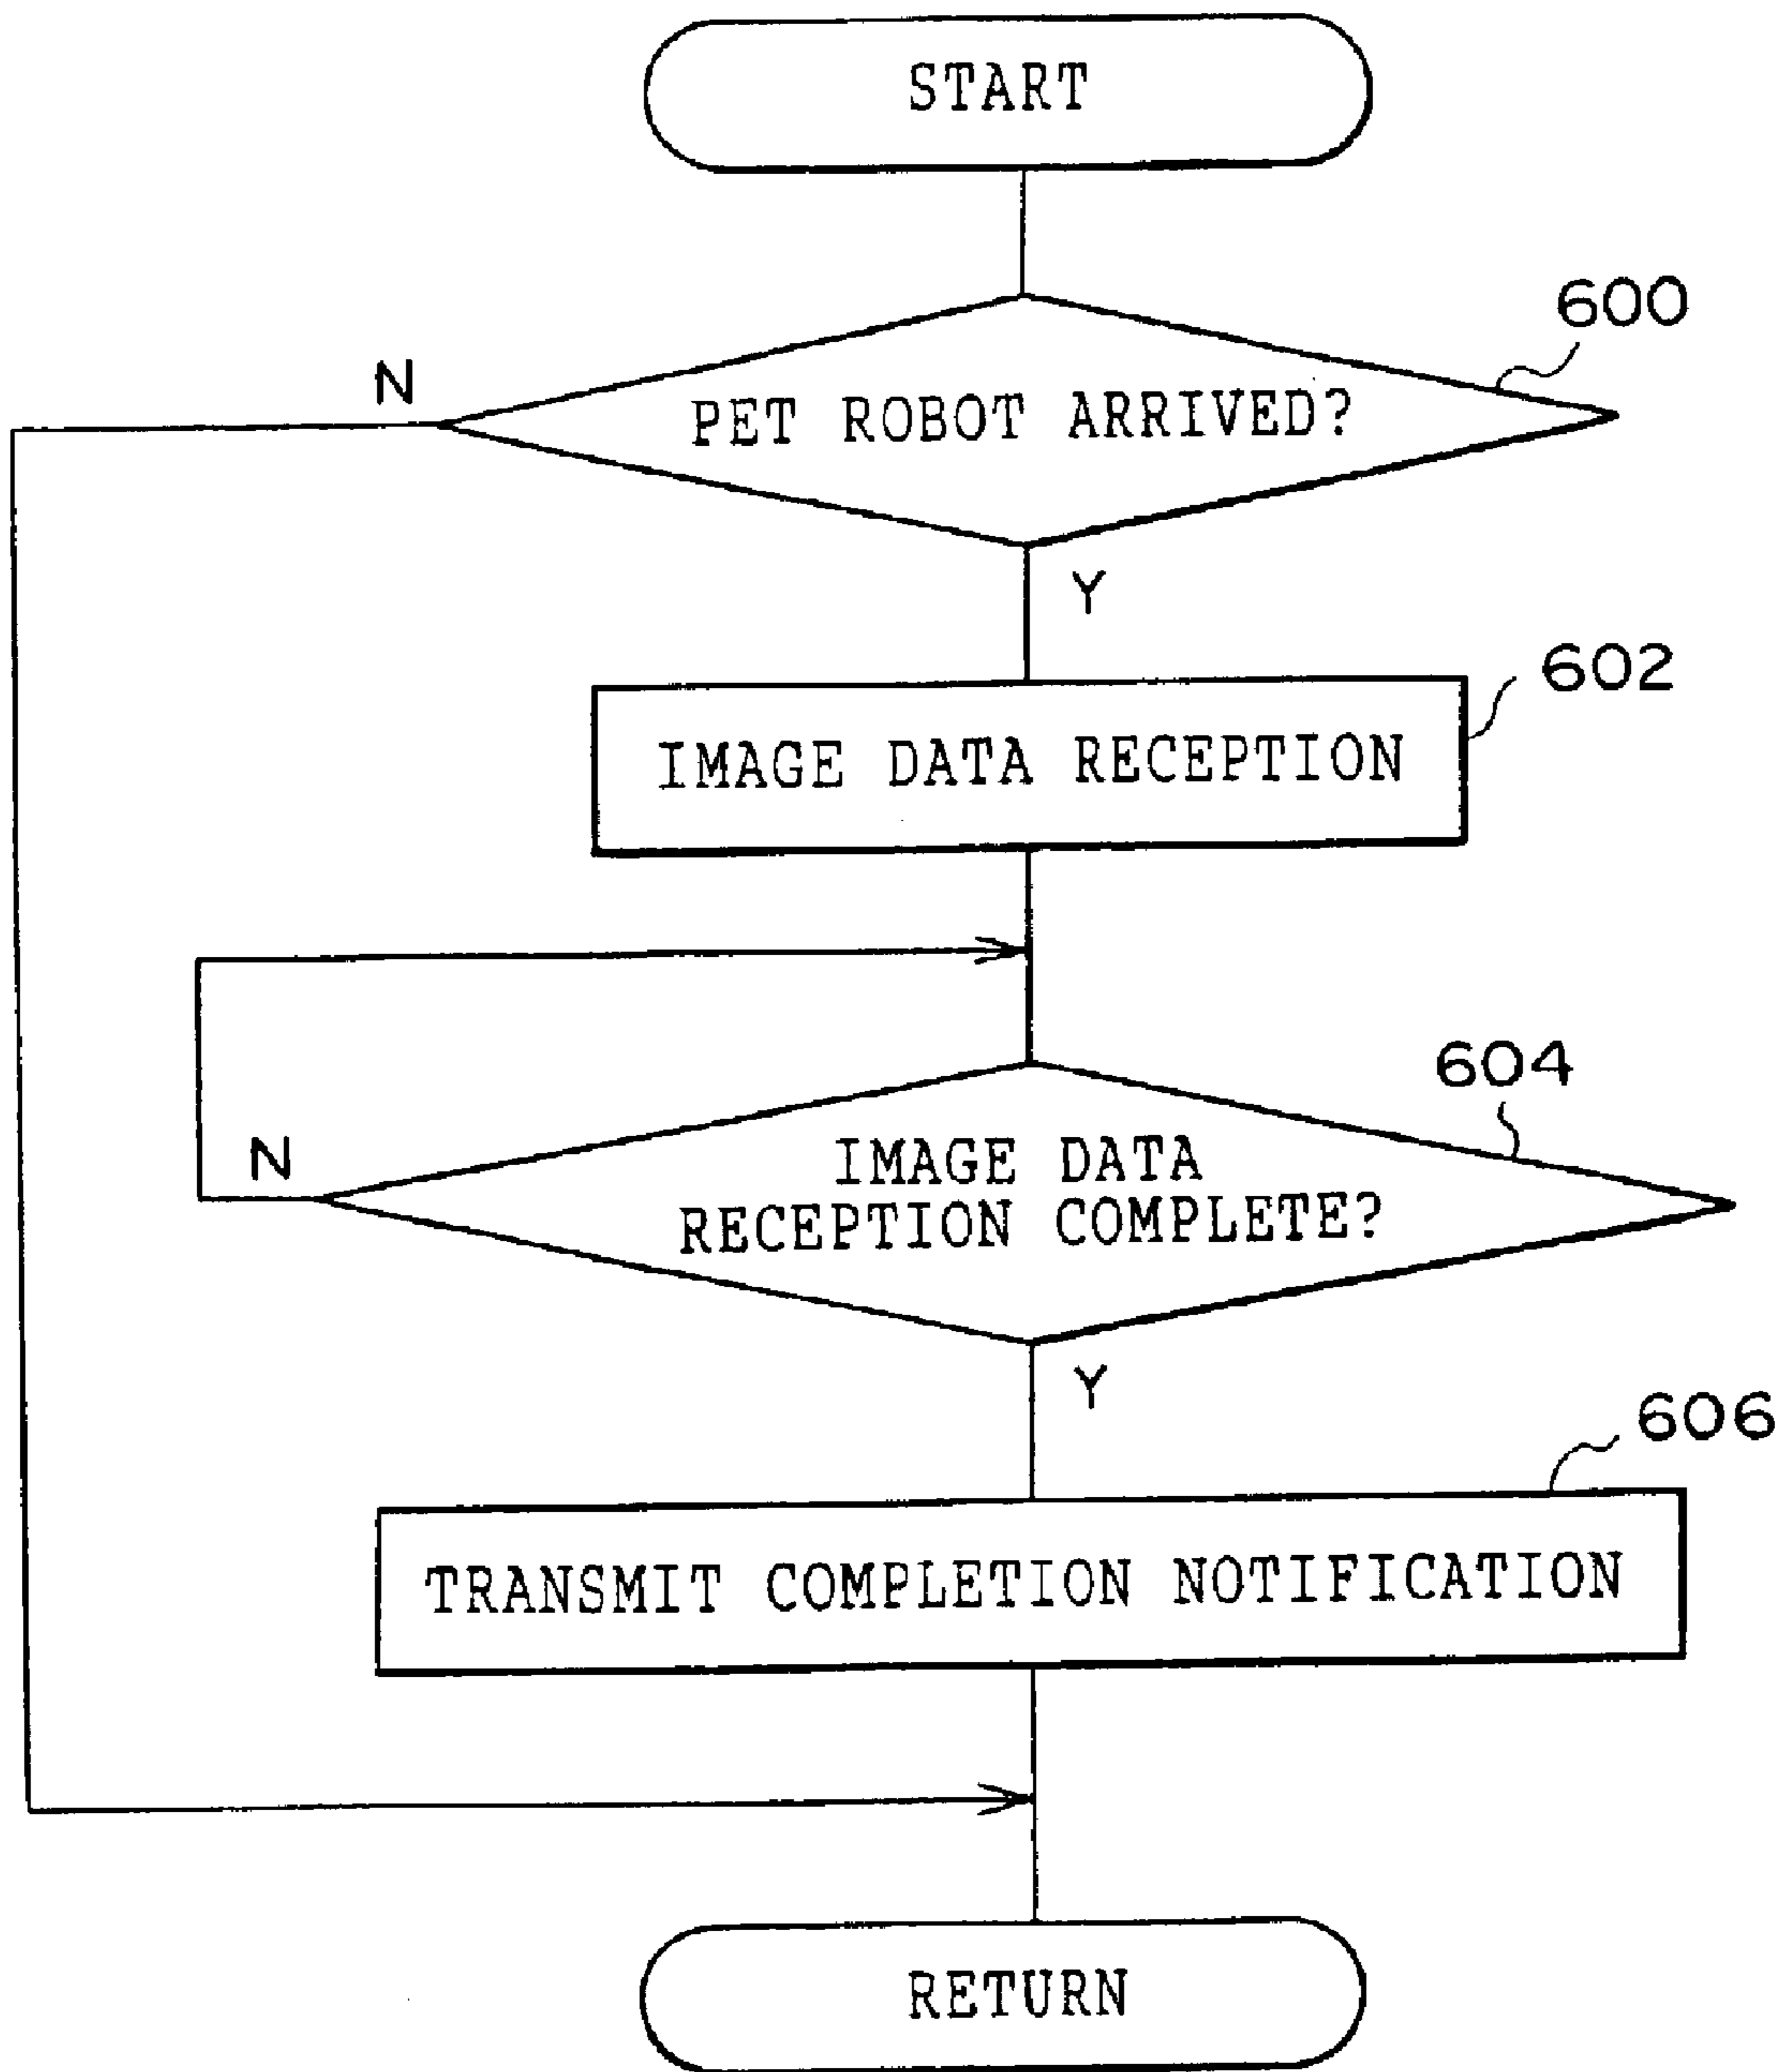 START
600
N
PET ROBOT ARRIVED?
Y
602
IMAGE DATA RECEPTION
604
N
IMAGE DATA
RECEPTION COMPLETE?
Y
606
TRANSMIT COMPLETION NOTIFICATION
RETURN